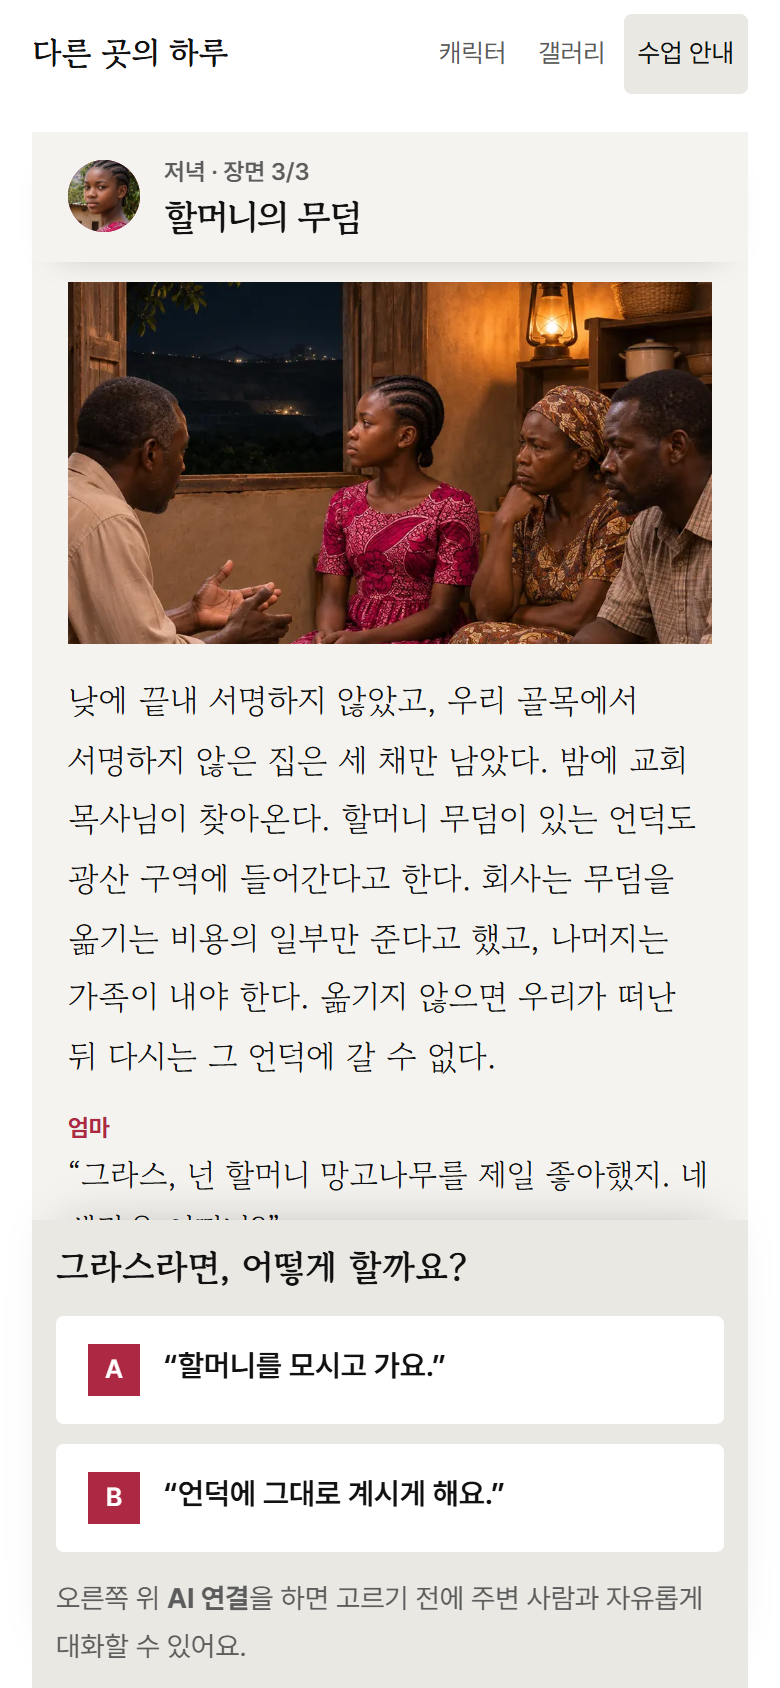 다른 곳의 하루
캐릭터
갤러리
수업 안내
저녁 · 장면 3/3
할머니의 무덤
낮에 끝내 서명하지 않았고, 우리 골목에서
서명하지 않은 집은 세 채만 남았다. 밤에 교회
목사님이 찾아온다. 할머니 무덤이 있는 언덕도
광산 구역에 들어간다고 한다. 회사는 무덤을
옮기는 비용의 일부만 준다고 했고, 나머지는
가족이 내야 한다. 옮기지 않으면 우리가 떠난
뒤 다시는 그 언덕에 갈 수 없다.
엄마
“그라스, 넌 할머니 망고나무를 제일 좋아했지. 네
그라스라면, 어떻게 할까요?
A
“할머니를 모시고 가요.”
B
“언덕에 그대로 계시게 해요.”
오른쪽 위 AI 연결을 하면 고르기 전에 주변 사람과 자유롭게
대화할 수 있어요.